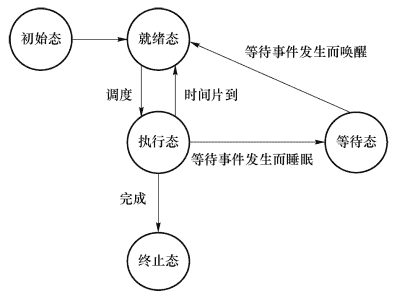 初始态
就绪态
等待事件发生而唤醒
调度
时间片到
执行态
等待态
等待事件发生而睡眠
完成
终止态